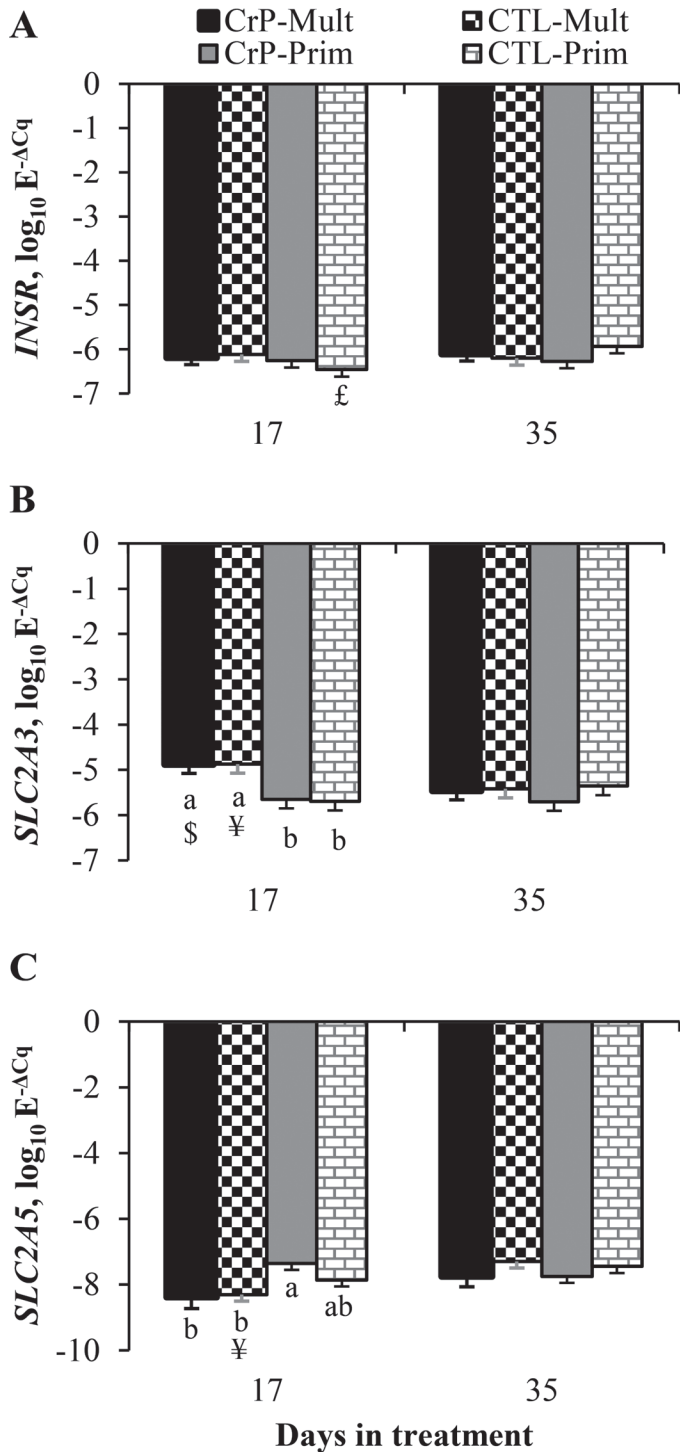 A
CrP-Mult CTL-Mult
CrP-Prim CTL-Prim
0
-1
-2
-3
-4
-5
-6
-7
INSR, log10 E-ΔCq
£
17 35
B
0
-1
-2
-3
-4
-5
-6
-7
SLC2A3, log10 E-ΔCq
a a b b
$ ¥
17 35
C
0
-2
-4
-6
-8
-10
SLC2A5, log10 E-ΔCq
b b a ab
¥
17 35
Days in treatment